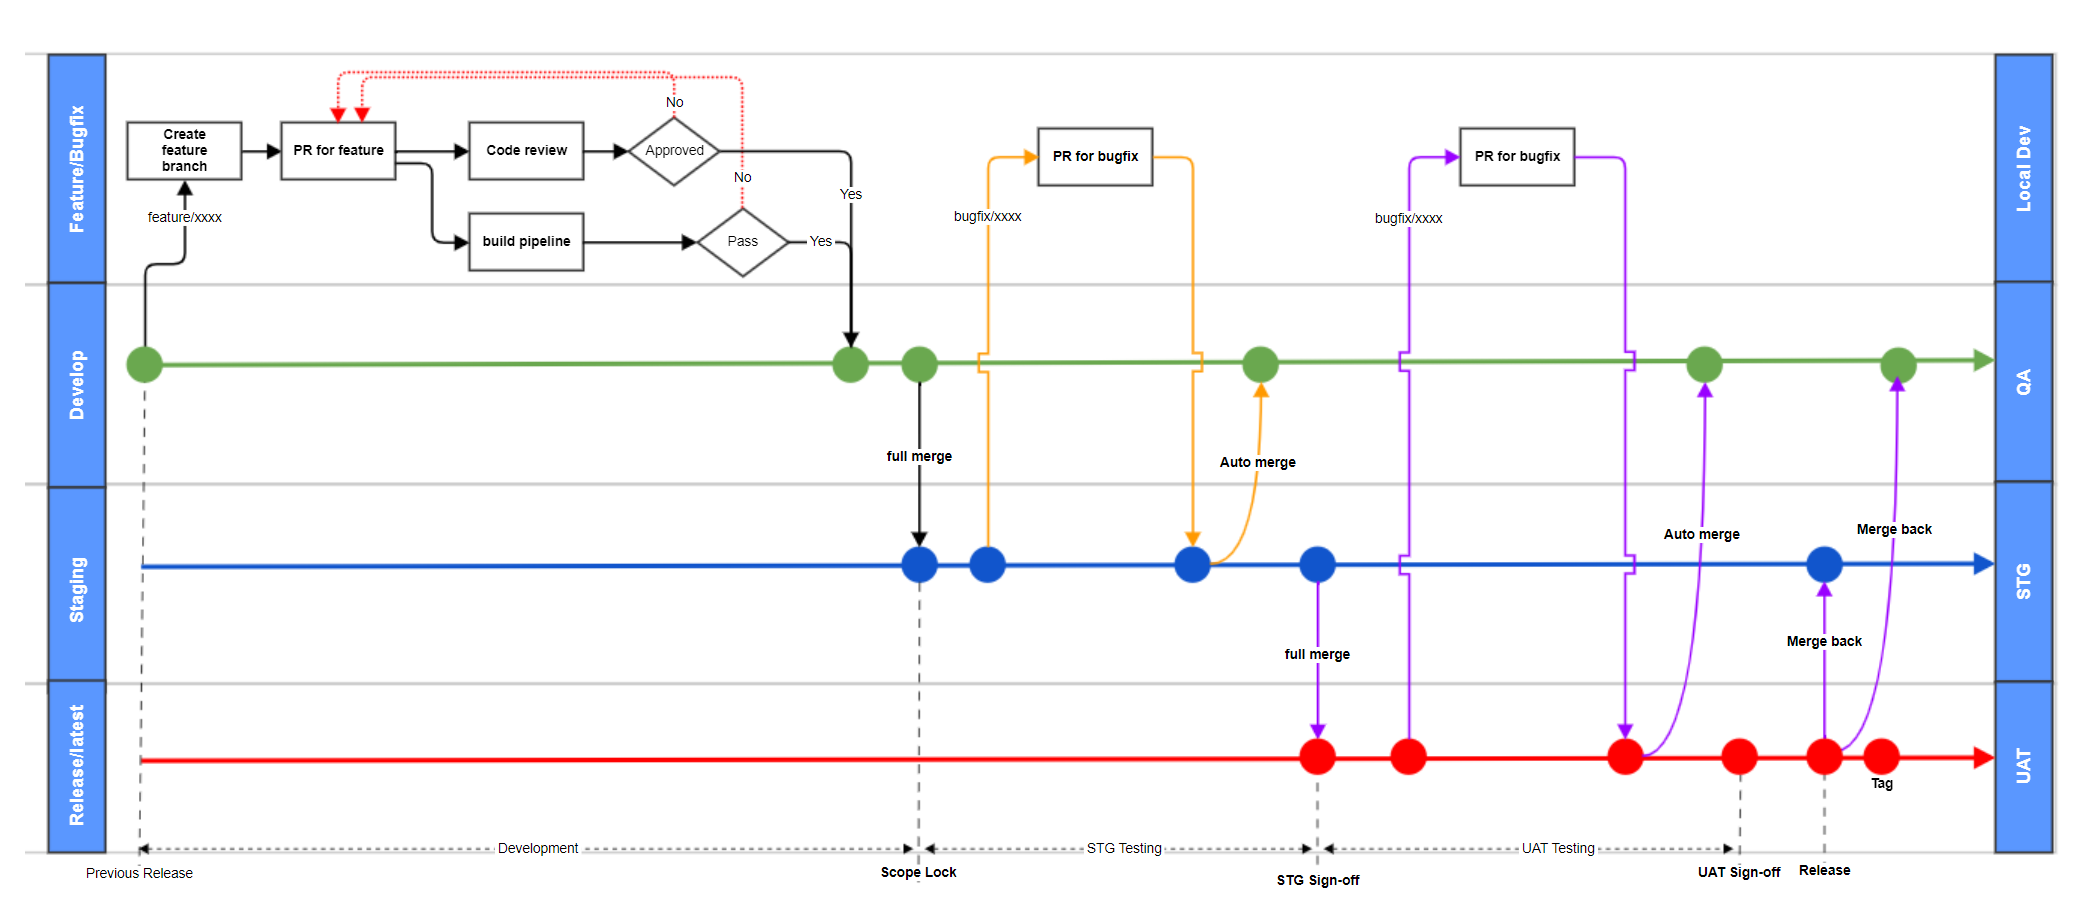 Feature/Bugfix
Create
feature
branch
PR for feature
Code review
Approved
No
No
Yes
feature/xxxx
build pipeline
Pass
Yes
PR for bugfix
bugfix/xxxx
PR for bugfix
bugfix/xxxx
Local Dev
Develop
QA
full merge
Auto merge
Staging
Auto merge
Merge back
STG
full merge
Merge back
Release/latest
Tag
UAT
Development
STG Testing
UAT Testing
Previous Release
Scope Lock
STG Sign-off
UAT Sign-off
Release